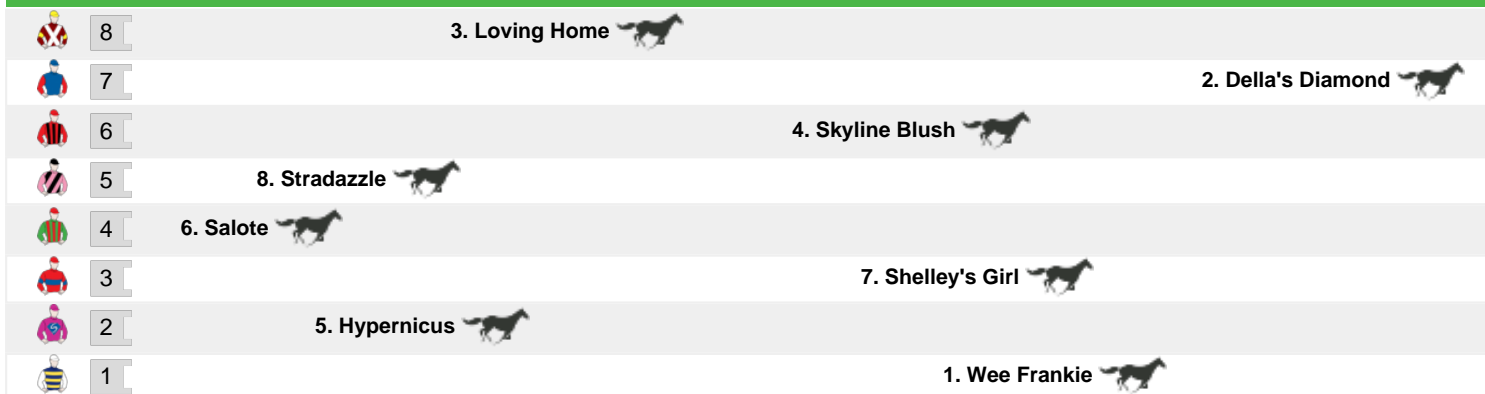 8 3. Loving Home
7 2. Della's Diamond
6 4. Skyline Blush
5 8. Stradazzle
4 6. Salote
3 7. Shelley's Girl
2 5. Hypernicus
1 1. Wee Frankie